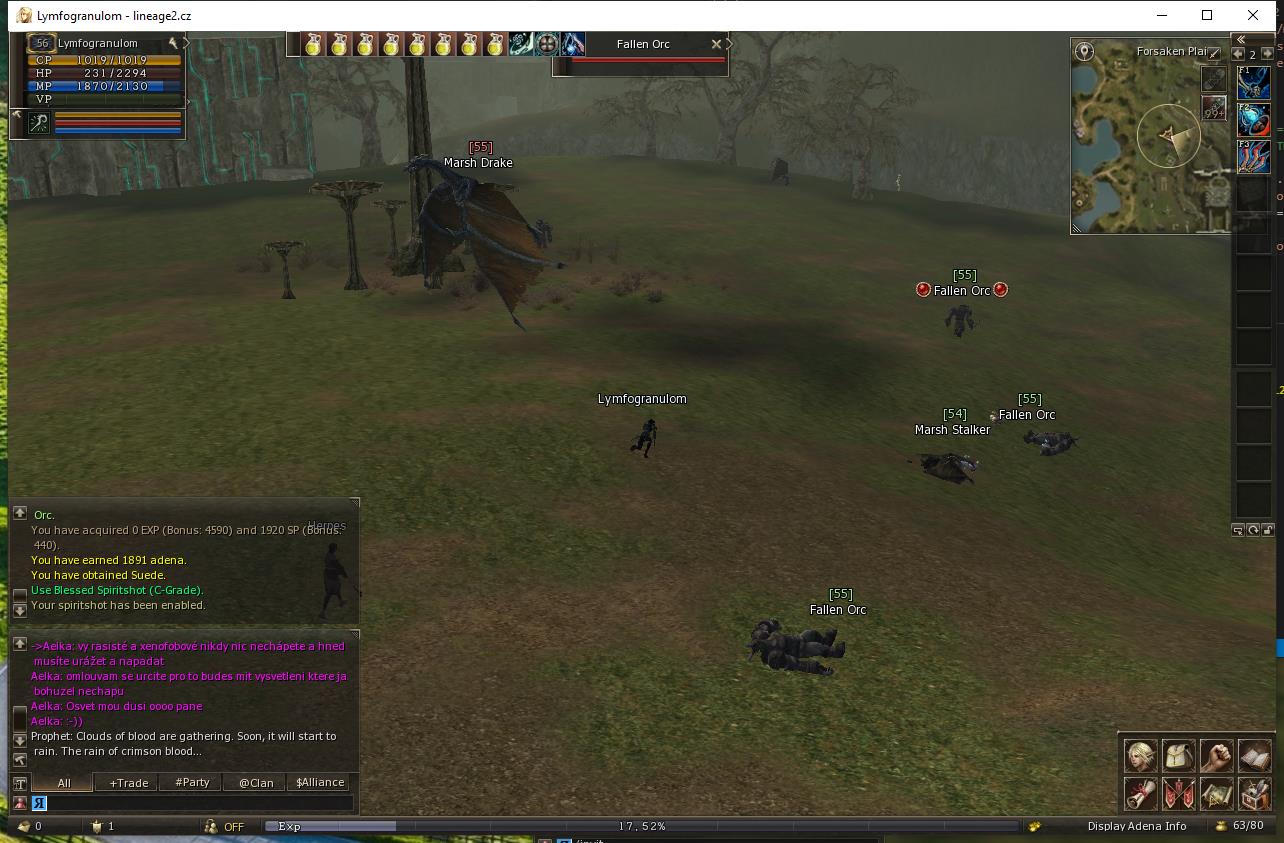 Lymfogranulom - lineage2.cz
56 Lymfogranulom
CP 1019/1019
HP 231/2294
MP 1870/2130
VP
Fallen Orc
Forsaken Plai
2
F1
99+
F2
F3
[55]
Marsh Drake
[55]
Fallen Orc
Lymfogranulom
[55]
Fallen Orc
[54]
Marsh Stalker
[55]
Fallen Orc
Hernes
Orc.
You have acquired 0 EXP (Bonus: 4590) and 1920 SP (Bonus:
440).
You have earned 1891 adena.
You have obtained Suede.
Use Blessed Spiritshot (C-Grade).
Your spiritshot has been enabled.
->Aelka: vy rasisté a xenofobové nikdy nic nechápete a hned
musíte urážet a napadat
Aelka: omlouvam se urcite pro to budes mit vysvetleni ktere ja
bohuzel nechapu
Aelka: Osvet mou dusi oooo pane
Aelka: :-))
Prophet: Clouds of blood are gathering. Soon, it will start to
rain. The rain of crimson blood...
All +Trade #Party @Clan $Alliance
Я
0 1 OFF Exp 17,52% Display Adena Info 63/80